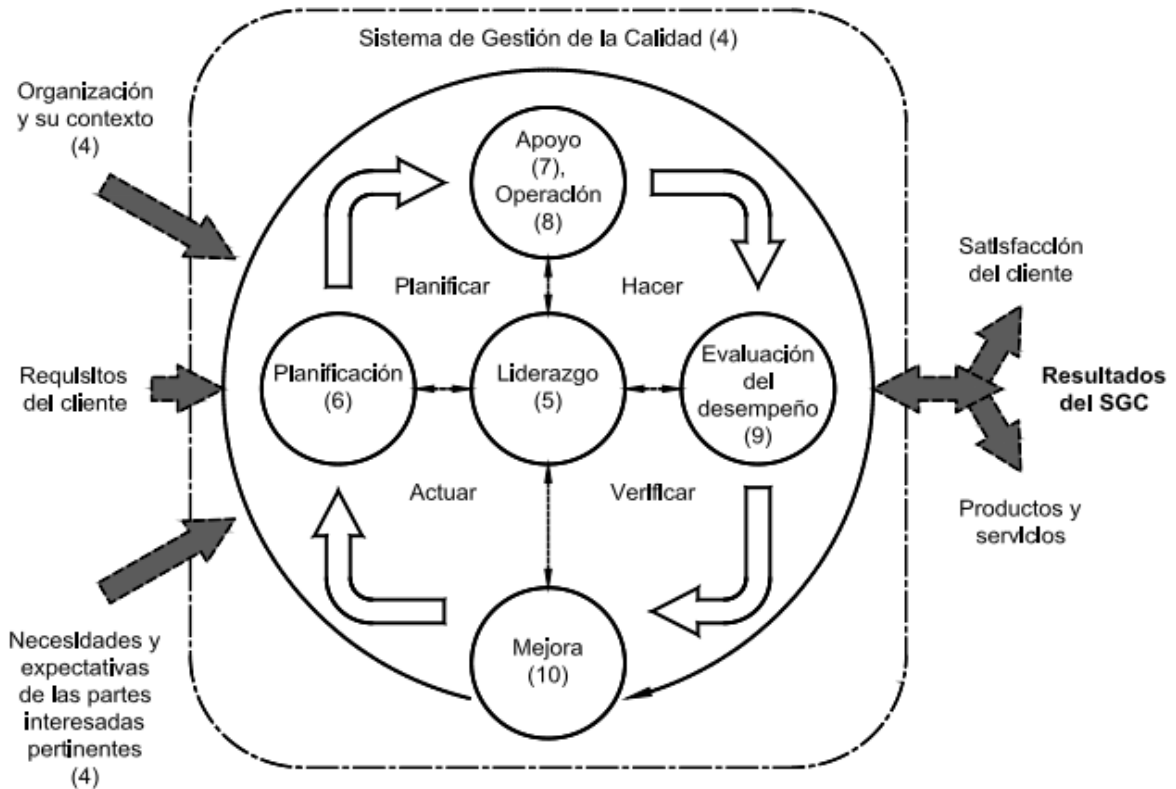 Sistema de Gestión de la Calidad (4)
Organización
y su contexto
(4)
Apoyo
(7),
Operación
(8)
Satisfacción
del cliente
Planificar
Hacer
Requisitos
del cliente
Planificación
(6)
Liderazgo
(5)
Evaluación
del
desempeño
(9)
Resultados
del SGC
Actuar
Verificar
Productos y
servicios
Necesidades y
expectativas
de las partes
interesadas
pertinentes
(4)
Mejora
(10)